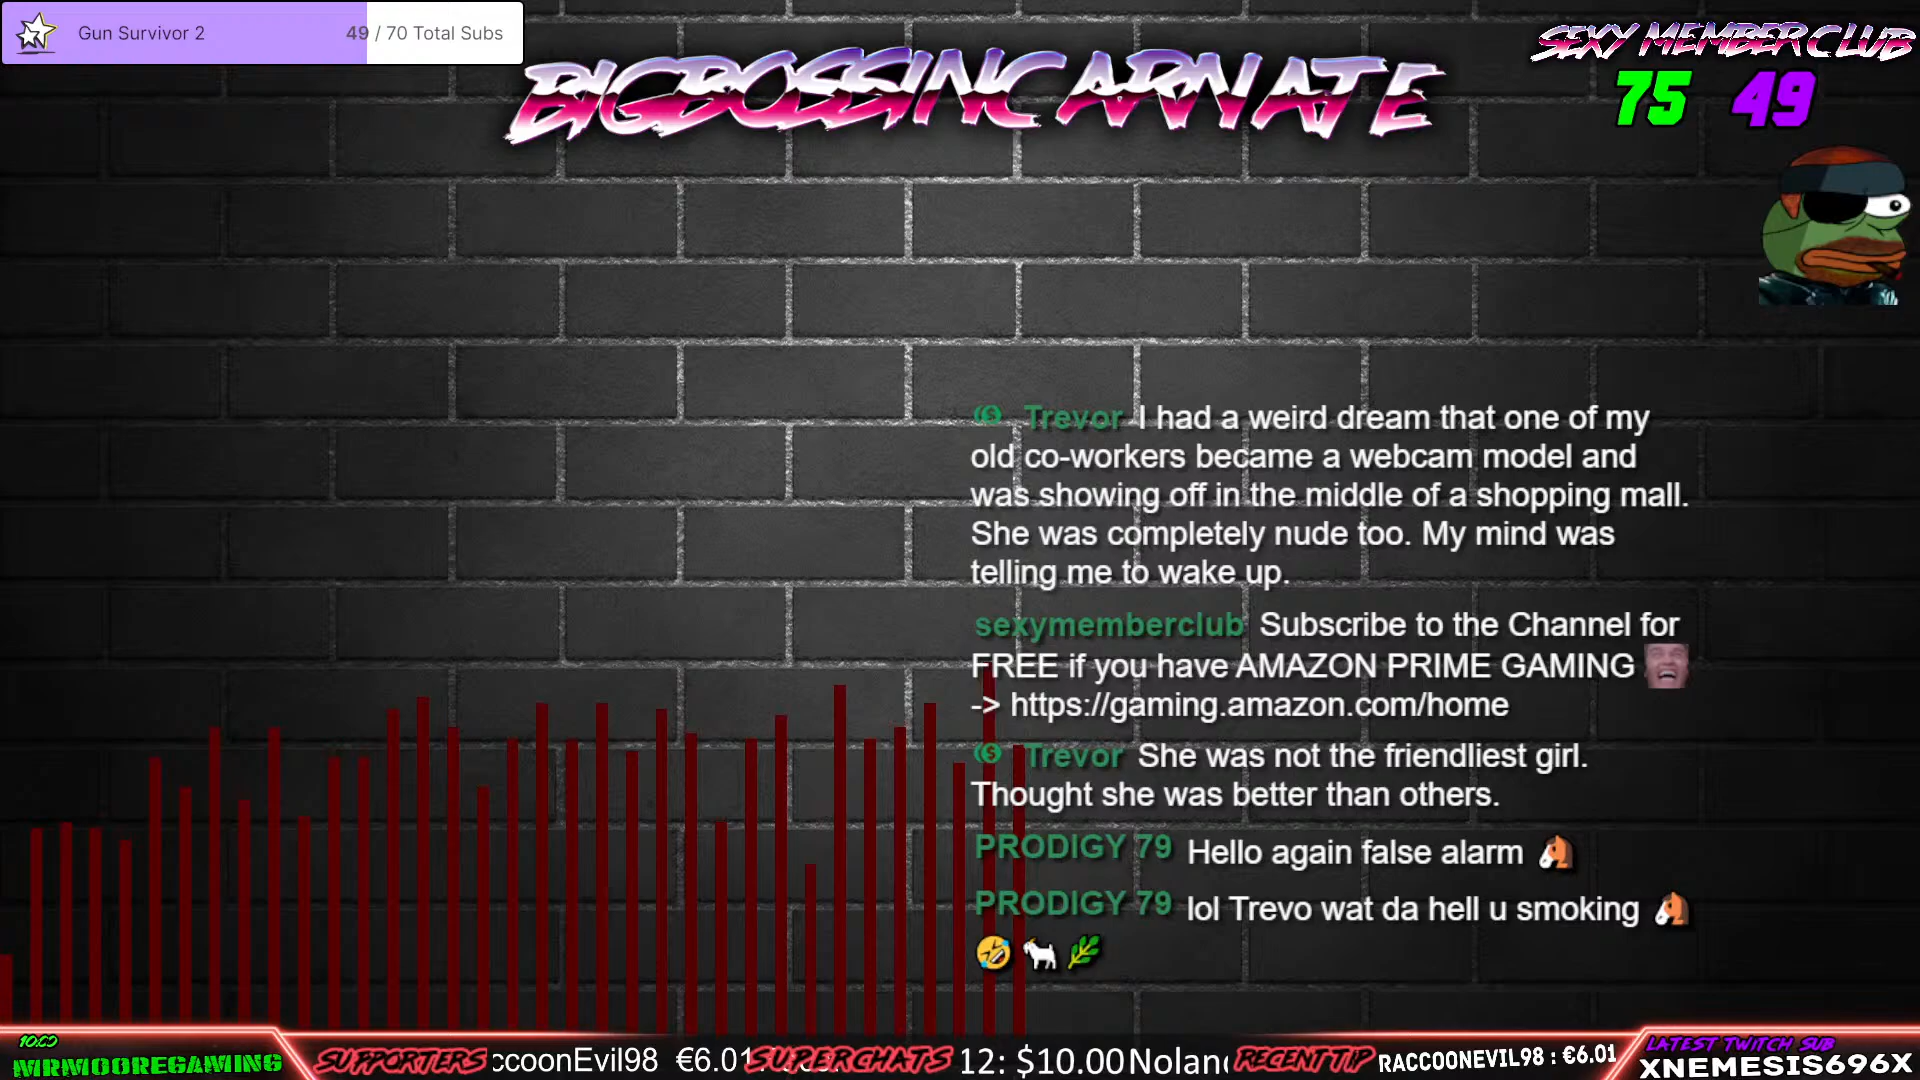 Gun Survivor 2 49 / 70 Total Subs
BIGBOSSINCARNATE
SEXY MEMBER CLUB
75 49
Trevor I had a weird dream that one of my
old co-workers became a webcam model and
was showing off in the middle of a shopping mall.
She was completely nude too. My mind was
telling me to wake up.
sexymemberclub Subscribe to the Channel for
FREE if you have AMAZON PRIME GAMING
-> https://gaming.amazon.com/home
Trevor She was not the friendliest girl.
Thought she was better than others.
PRODIGY 79 Hello again false alarm 🐴
PRODIGY 79 lol Trevo wat da hell u smoking 🐴
🤣 🐐 🌿
MRMOOREGAMING
SUPPORTERS ccoonEvil98 €6.01
SUPERCHATS 12: $10.00 Nolan
RECENT TIP RACCOONEVIL98 : €6.01
LATEST TWITCH SUB
XNEMESIS696X